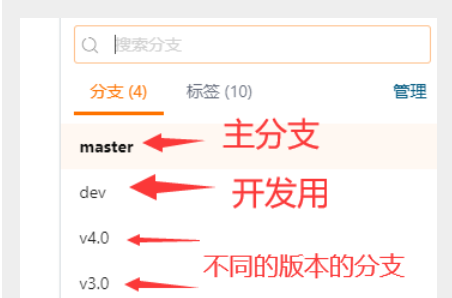 搜索分支
分支 (4) 标签 (10) 管理
master 主分支
dev 开发用
v4.0
不同的版本的分支
v3.0